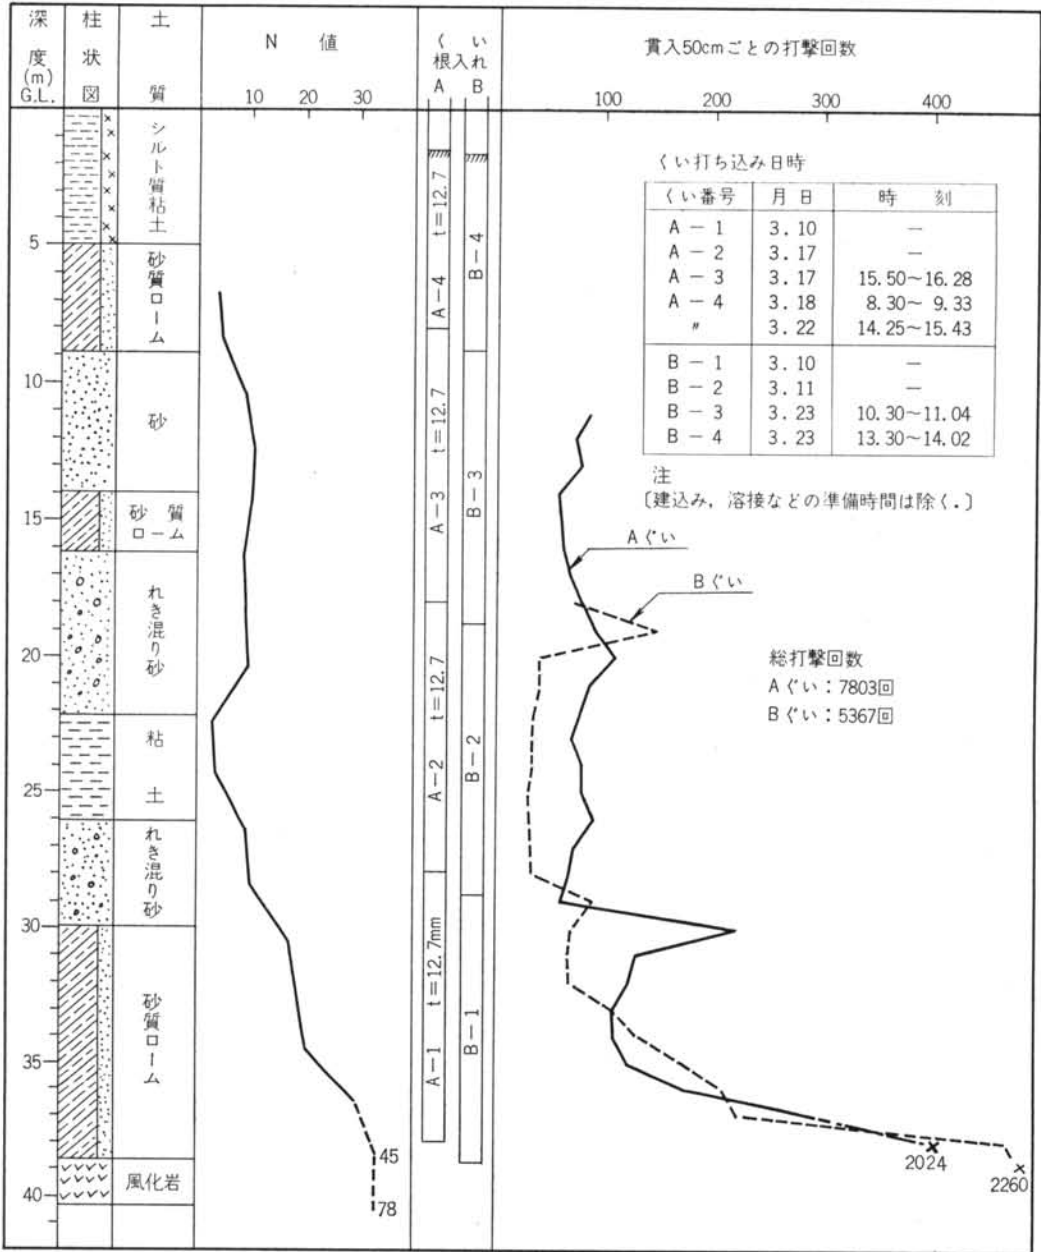 深度(m)
G.L.
柱状図
土質
N 値
10 20 30
くい根入れ
A B
貫入50cmごとの打撃回数
100 200 300 400
5
10
15
20
25
30
35
40
シルト質粘土
砂質ローム
砂
砂質ローム
れき混り砂
粘土
れき混り砂
砂質ローム
風化岩
45
78
A-4 t=12.7
A-3 t=12.7
A-2 t=12.7
A-1 t=12.7mm
B-4
B-3
B-2
B-1
くい打ち込み日時
くい番号 月日 時刻
A-1 3.10 -
A-2 3.17 -
A-3 3.17 15.50~16.28
A-4 3.18 8.30~9.33
〃 3.22 14.25~15.43
B-1 3.10 -
B-2 3.11 -
B-3 3.23 10.30~11.04
B-4 3.23 13.30~14.02
注
〔建込み,溶接などの準備時間は除く.〕
Aぐい
Bぐい
総打撃回数
Aぐい:7803回
Bぐい:5367回
2024
2260